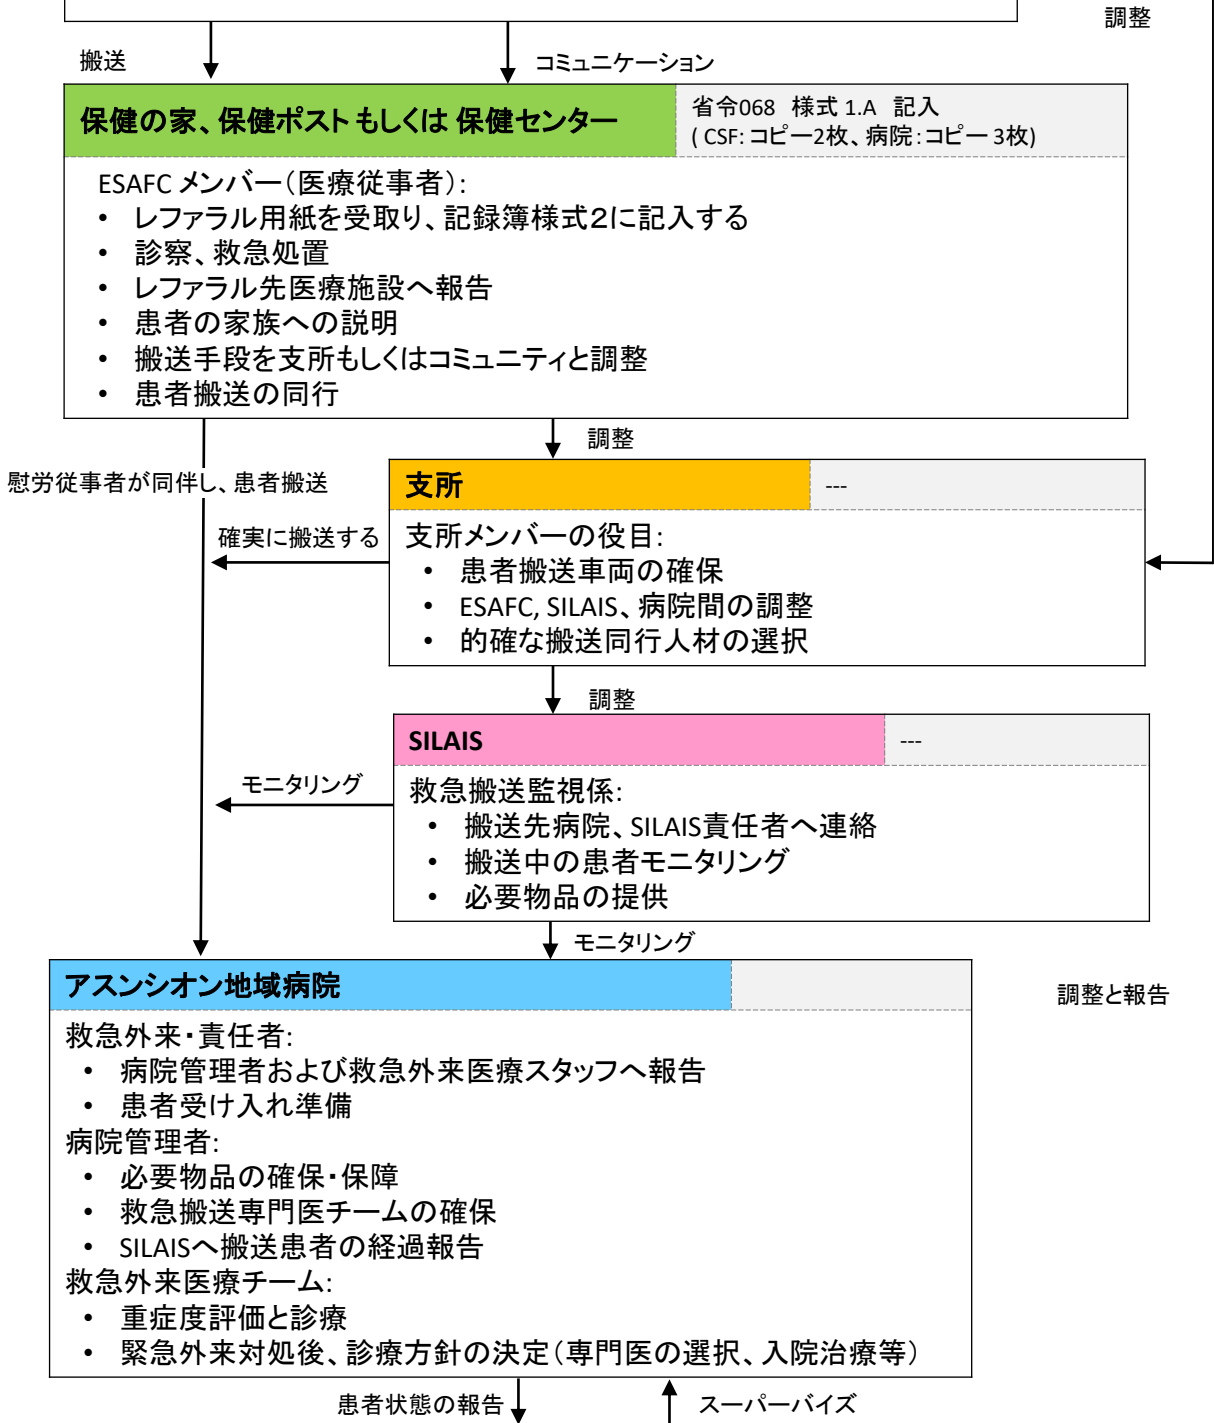 調整
搬送
コミュニケーション
保健の家、保健ポスト もしくは 保健センター
省令068 様式 1.A 記入
( CSF: コピー2枚、病院:コピー 3枚)
ESAFC メンバー(医療従事者):
• レファラル用紙を受取り、記録簿様式2に記入する
• 診察、救急処置
• レファラル先医療施設へ報告
• 患者の家族への説明
• 搬送手段を支所もしくはコミュニティと調整
• 患者搬送の同行
調整
慰労従事者が同伴し、患者搬送
支所
---
確実に搬送する
支所メンバーの役目:
• 患者搬送車両の確保
• ESAFC, SILAIS、病院間の調整
• 的確な搬送同行人材の選択
調整
SILAIS
---
モニタリング
救急搬送監視係:
• 搬送先病院、SILAIS責任者へ連絡
• 搬送中の患者モニタリング
• 必要物品の提供
モニタリング
アスンシオン地域病院
調整と報告
救急外来・責任者:
• 病院管理者および救急外来医療スタッフへ報告
• 患者受け入れ準備
病院管理者:
• 必要物品の確保・保障
• 救急搬送専門医チームの確保
• SILAISへ搬送患者の経過報告
救急外来医療チーム:
• 重症度評価と診療
• 緊急外来対処後、診療方針の決定(専門医の選択、入院治療等)
患者状態の報告
スーパーバイズ